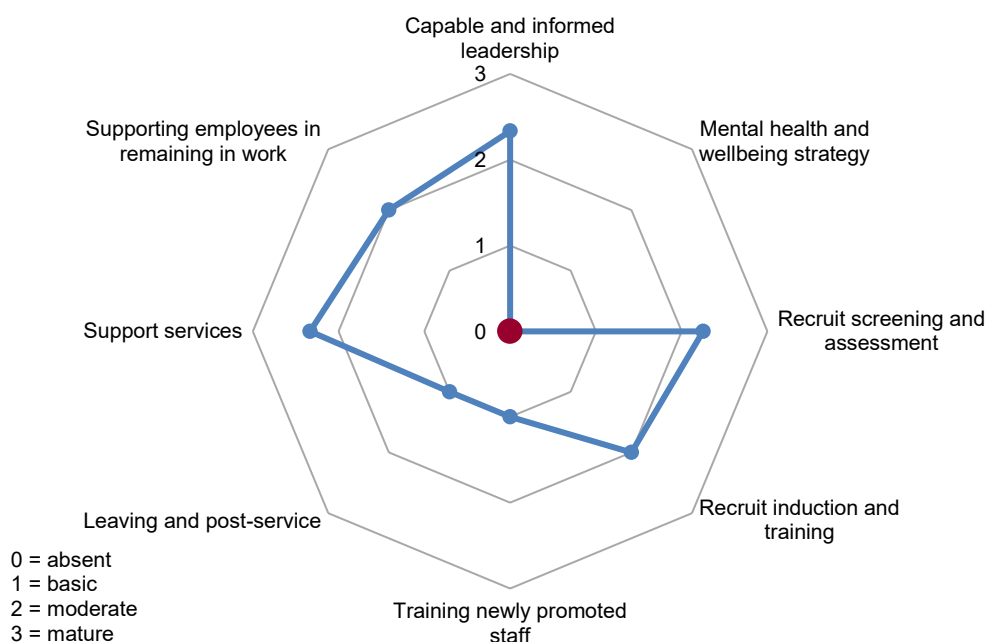 Capable and informed
leadership
3
2
1
0
Supporting employees in
remaining in work
Mental health and
wellbeing strategy
Support services
Recruit screening and
assessment
Leaving and post-service
Recruit induction and
training
Training newly promoted
staff
0 = absent
1 = basic
2 = moderate
3 = mature